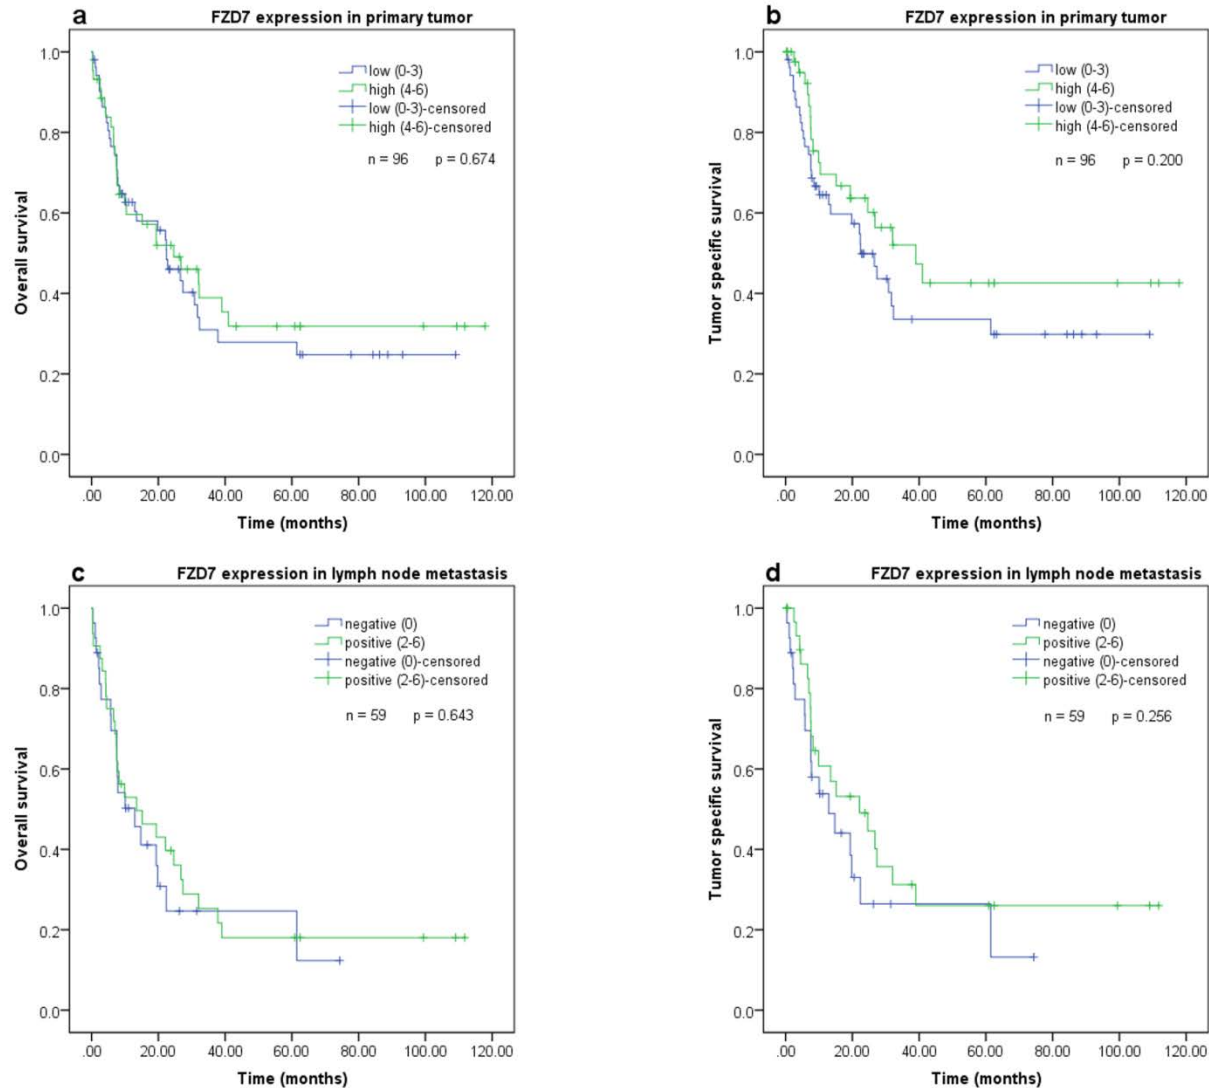 a FZD7 expression in primary tumor
Overall survival
1.0
0.8
0.6
0.4
0.2
0.0
low (0-3)
high (4-6)
low (0-3)-censored
high (4-6)-censored
n = 96 p = 0.674
.00 20.00 40.00 60.00 80.00 100.00 120.00
Time (months)
b FZD7 expression in primary tumor
Tumor specific survival
1.0
0.8
0.6
0.4
0.2
0.0
low (0-3)
high (4-6)
low (0-3)-censored
high (4-6)-censored
n = 96 p = 0.200
.00 20.00 40.00 60.00 80.00 100.00 120.00
Time (months)
c FZD7 expression in lymph node metastasis
Overall survival
1.0
0.8
0.6
0.4
0.2
0.0
negative (0)
positive (2-6)
negative (0)-censored
positive (2-6)-censored
n = 59 p = 0.643
.00 20.00 40.00 60.00 80.00 100.00 120.00
Time (months)
d FZD7 expression in lymph node metastasis
Tumor specific survival
1.0
0.8
0.6
0.4
0.2
0.0
negative (0)
positive (2-6)
negative (0)-censored
positive (2-6)-censored
n = 59 p = 0.256
.00 20.00 40.00 60.00 80.00 100.00 120.00
Time (months)